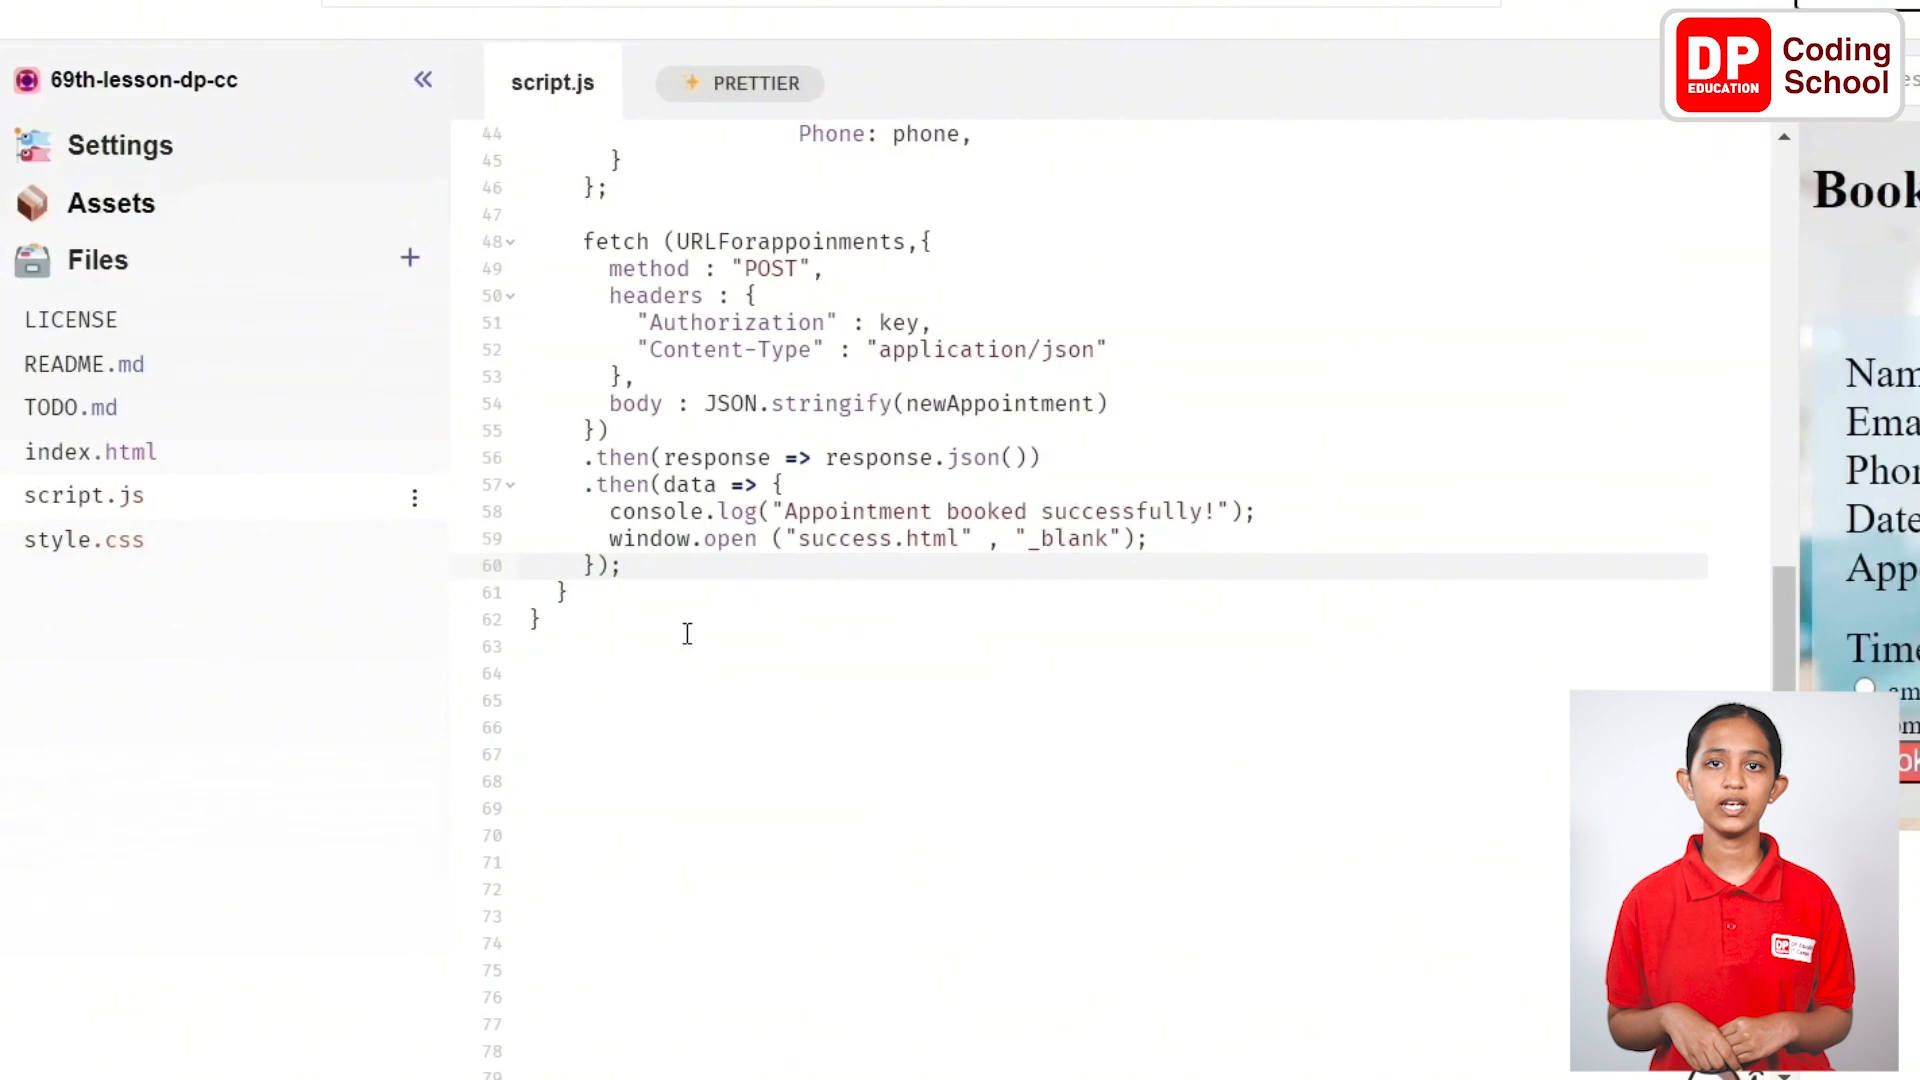 DP
EDUCATION
Coding
School
69th-lesson-dp-cc
script.js
PRETTIER
Settings
Assets
Files
LICENSE
README.md
TODO.md
index.html
script.js
style.css
44 Phone: phone,
45 }
46 };
47
48 fetch (URLForappoinments,{
49 method : "POST",
50 headers : {
51 "Authorization" : key,
52 "Content-Type" : "application/json"
53 },
54 body : JSON.stringify(newAppointment)
55 })
56 .then(response => response.json())
57 .then(data => {
58 console.log("Appointment booked successfully!");
59 window.open ("success.html" , "_blank");
60 });
61 }
62 }
63
64
65
66
67
68
69
70
71
72
73
74
75
76
77
78
79
Book
Nam
Ema
Phor
Date
App
Time
DP